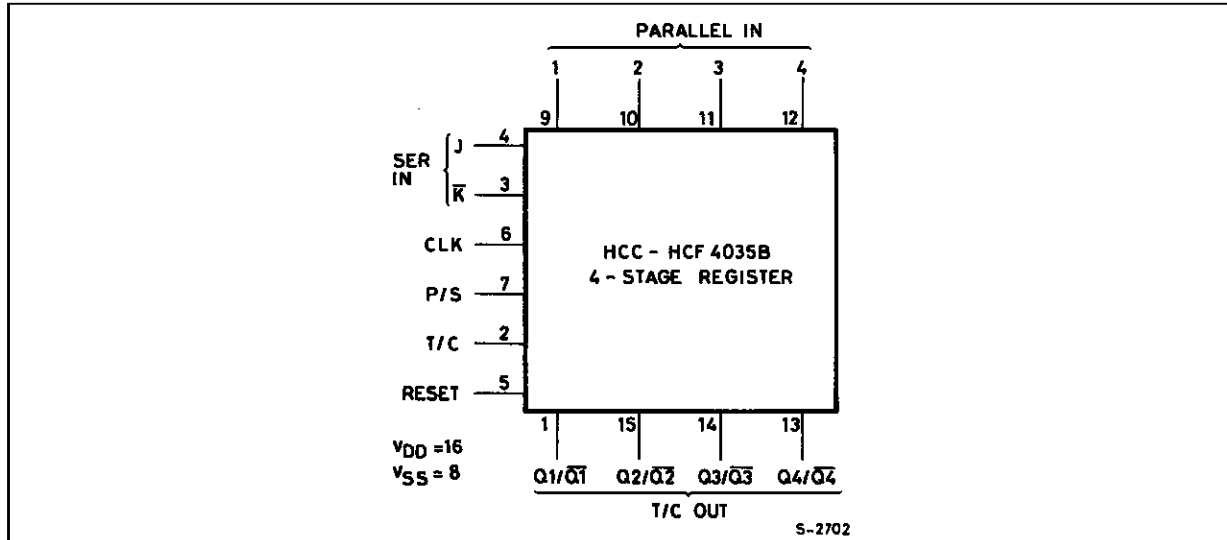 PARALLEL IN
1 2 3 4
9 10 11 12
SER IN
J 4
K̅ 3
CLK 6
P/S 7
T/C 2
RESET 5
HCC - HCF 4035B
4 - STAGE REGISTER
1 15 14 13
VDD = 16
VSS = 8
Q1/Q̅1̅ Q2/Q̅2̅ Q3/Q̅3̅ Q4/Q̅4̅
T/C OUT
S-2702